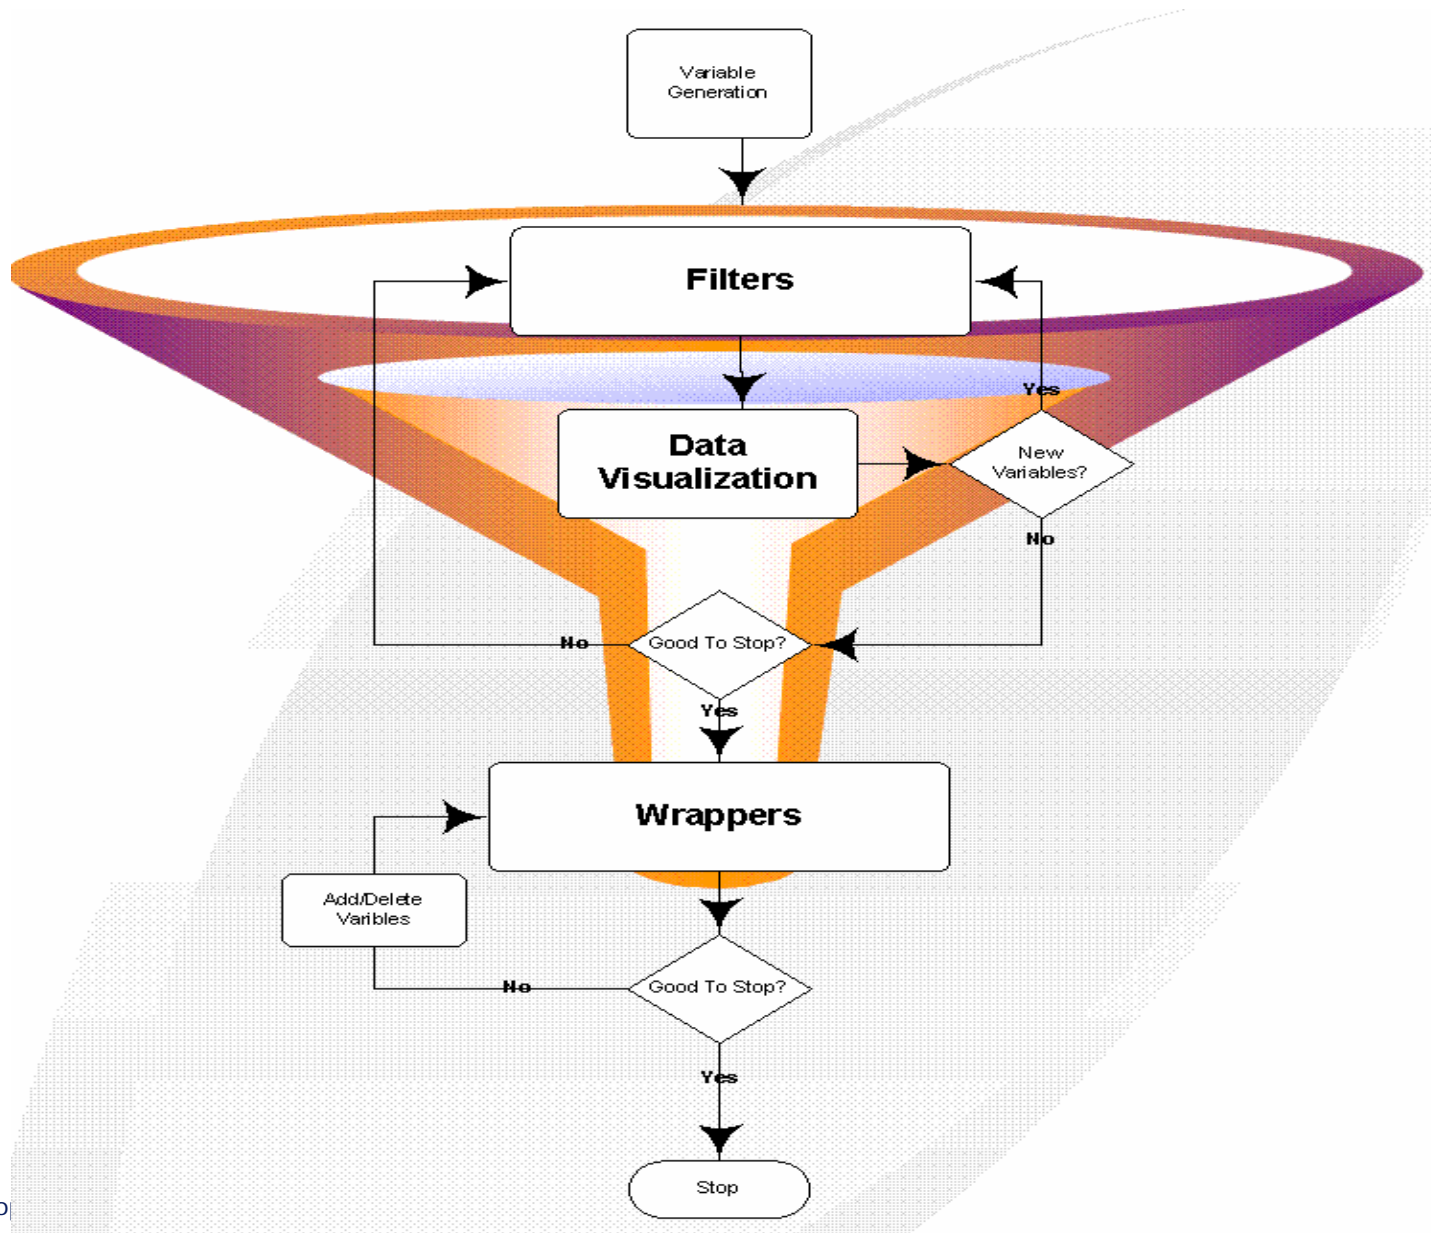 Variable
Generation
Filters
Yes
Data
Visualization
New
Variables?
No
No
Good To Stop?
Yes
Wrappers
Add/Delete
Varibles
No
Good To Stop?
Yes
Stop